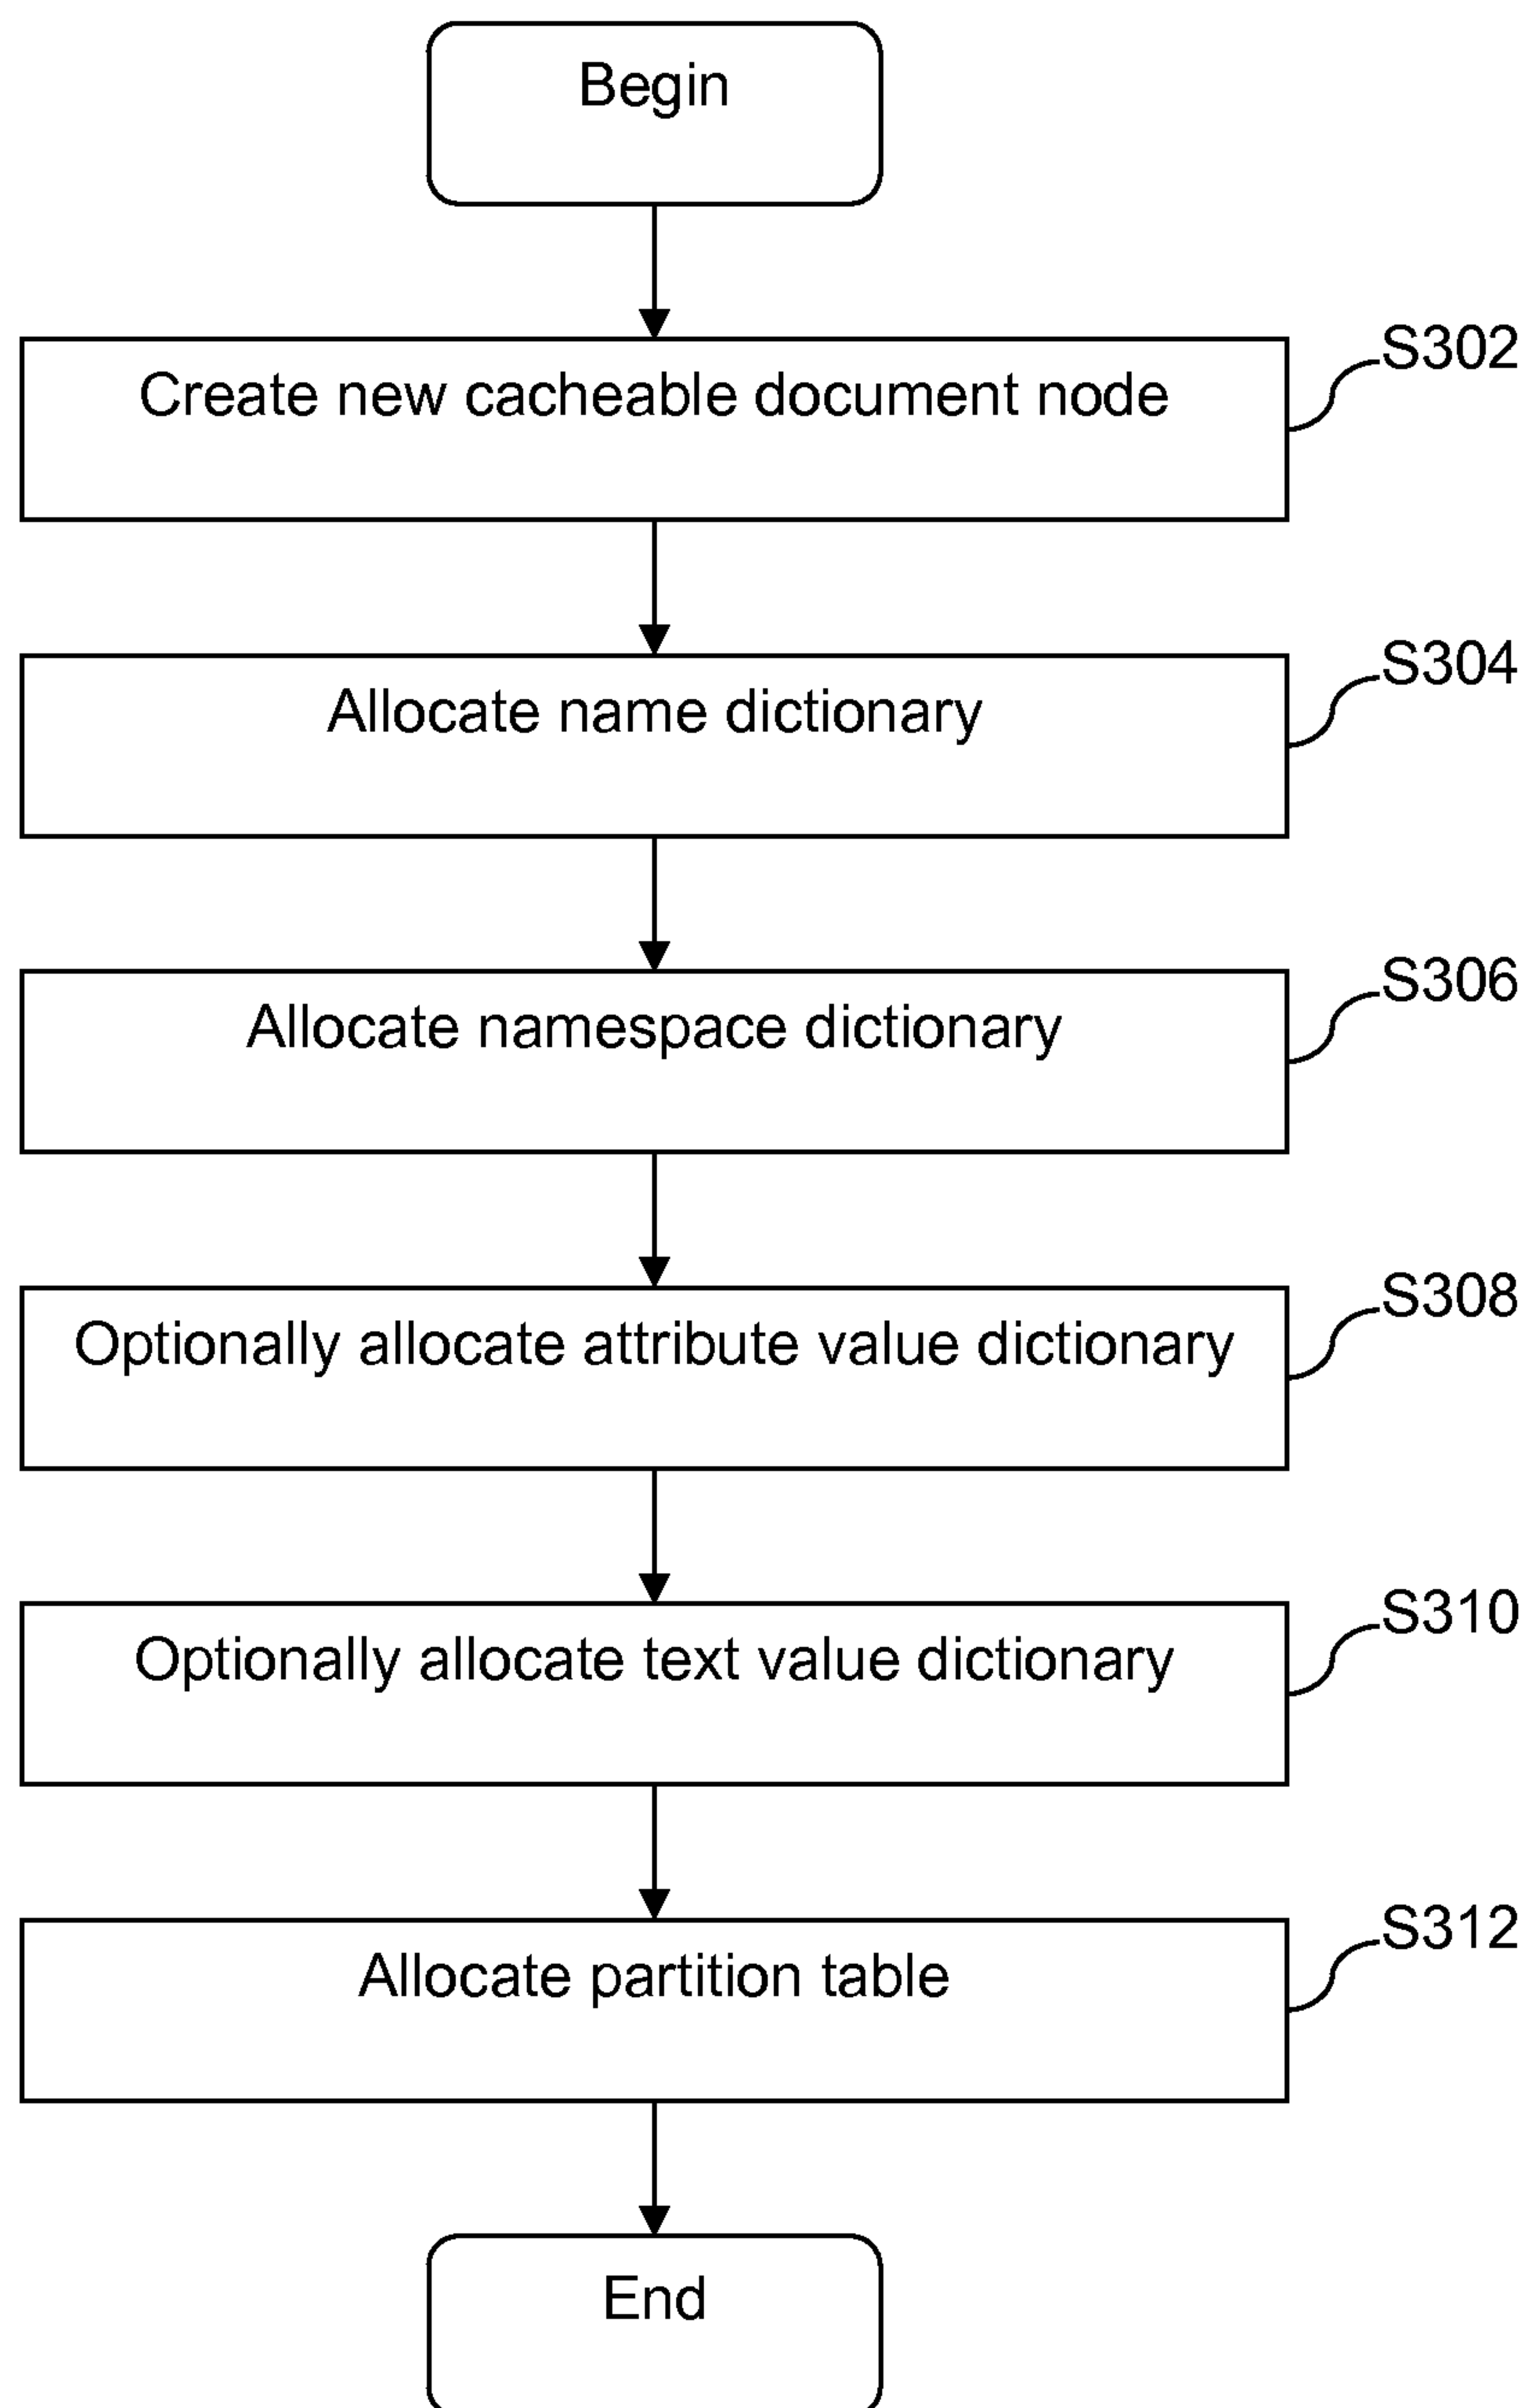 Begin
Create new cacheable document node
S302
Allocate name dictionary
S304
Allocate namespace dictionary
S306
Optionally allocate attribute value dictionary
S308
Optionally allocate text value dictionary
S310
Allocate partition table
S312
End